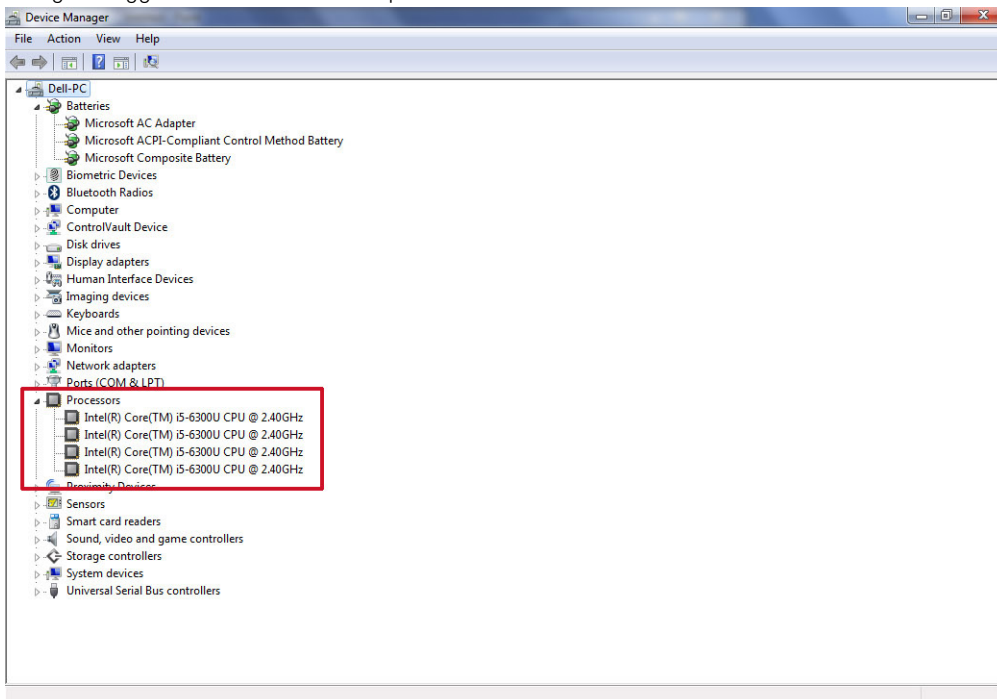 Device Manager
File Action View Help
Dell-PC
Batteries
Microsoft AC Adapter
Microsoft ACPI-Compliant Control Method Battery
Microsoft Composite Battery
Biometric Devices
Bluetooth Radios
Computer
ControlVault Device
Disk drives
Display adapters
Human Interface Devices
Imaging devices
Keyboards
Mice and other pointing devices
Monitors
Network adapters
Ports (COM & LPT)
Processors
Intel(R) Core(TM) i5-6300U CPU @ 2.40GHz
Intel(R) Core(TM) i5-6300U CPU @ 2.40GHz
Intel(R) Core(TM) i5-6300U CPU @ 2.40GHz
Intel(R) Core(TM) i5-6300U CPU @ 2.40GHz
Proximity Devices
Sensors
Smart card readers
Sound, video and game controllers
Storage controllers
System devices
Universal Serial Bus controllers